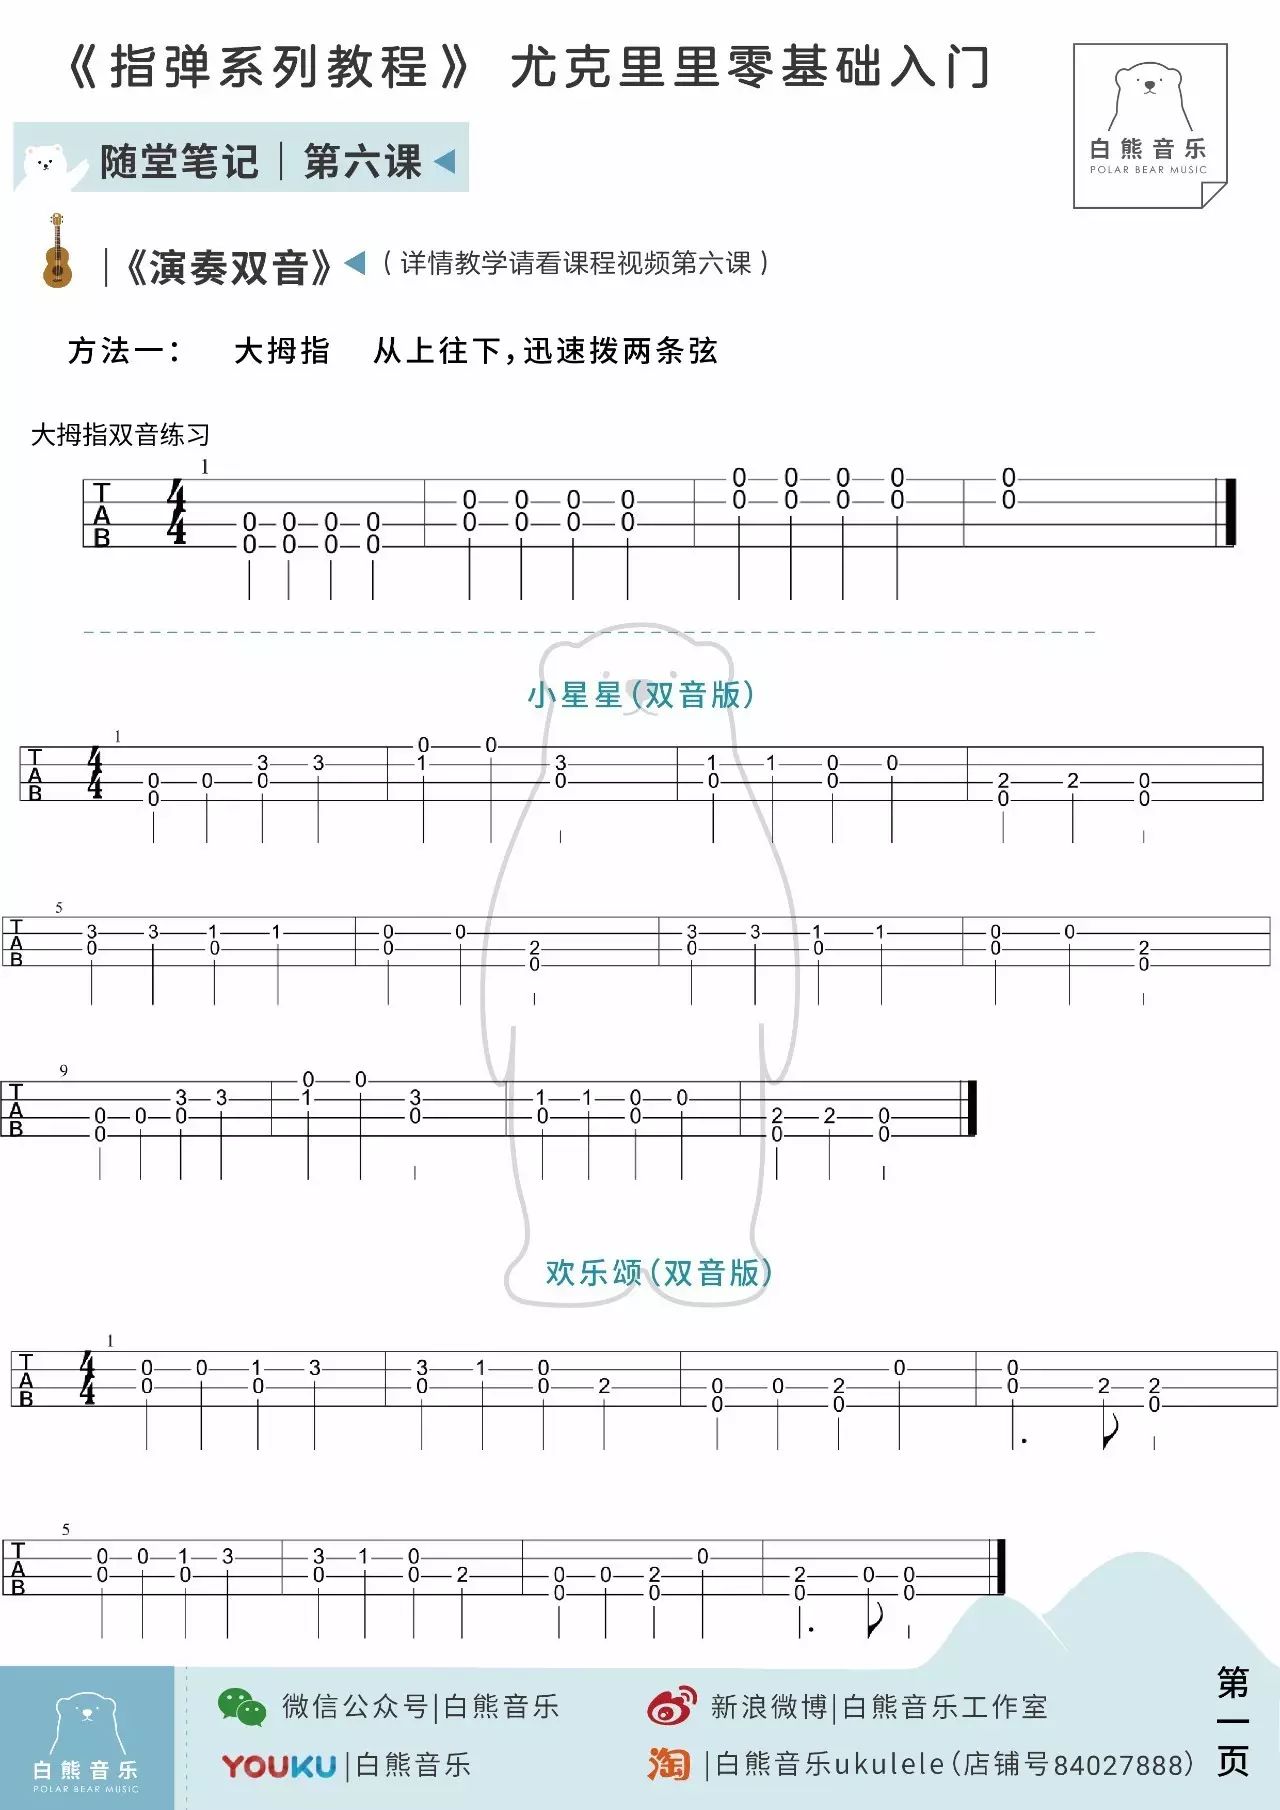 《指弹系列教程》 尤克里里零基础入门
白熊音乐
POLAR BEAR MUSIC
随堂笔记｜第六课
｜《演奏双音》（详情教学请看课程视频第六课）
方法一： 大拇指 从上往下，迅速拨两条弦
大拇指双音练习
1
T A B 4 4
0 0 0 0
0 0 0 0 0
0 0 0 0 0 0 0 0 0 0 0 0
0 0 0 0
小星星（双音版）
1
T A B 4 4
0 0
3 3 1 3 1 1 0 0
0 0 0 0 0 0 2 2 0
0 0 0
5
T A B
3 3 1 1 0 0 3 3 1 1 0 0
0 0 0 2 0 0 0 2
0 0
9
T A B
0 0
3 3 1 3 1 1 0 0
0 0 0 0 0 0 2 2 0
0 0 0
欢乐颂（双音版）
1
T A B 4 4
0 0 1 3 3 1 0 0 0
0 0 0 0 2 0 0 2 0 2 2
0 0 0
5
T A B
0 0 1 3 3 1 0 0
0 0 0 0 2 0 0 2 2 0 0
0 0 0 0
白熊音乐
POLAR BEAR MUSIC
微信公众号|白熊音乐
新浪微博|白熊音乐工作室
YOUKU |白熊音乐
淘 |白熊音乐ukulele（店铺号84027888）
第一页